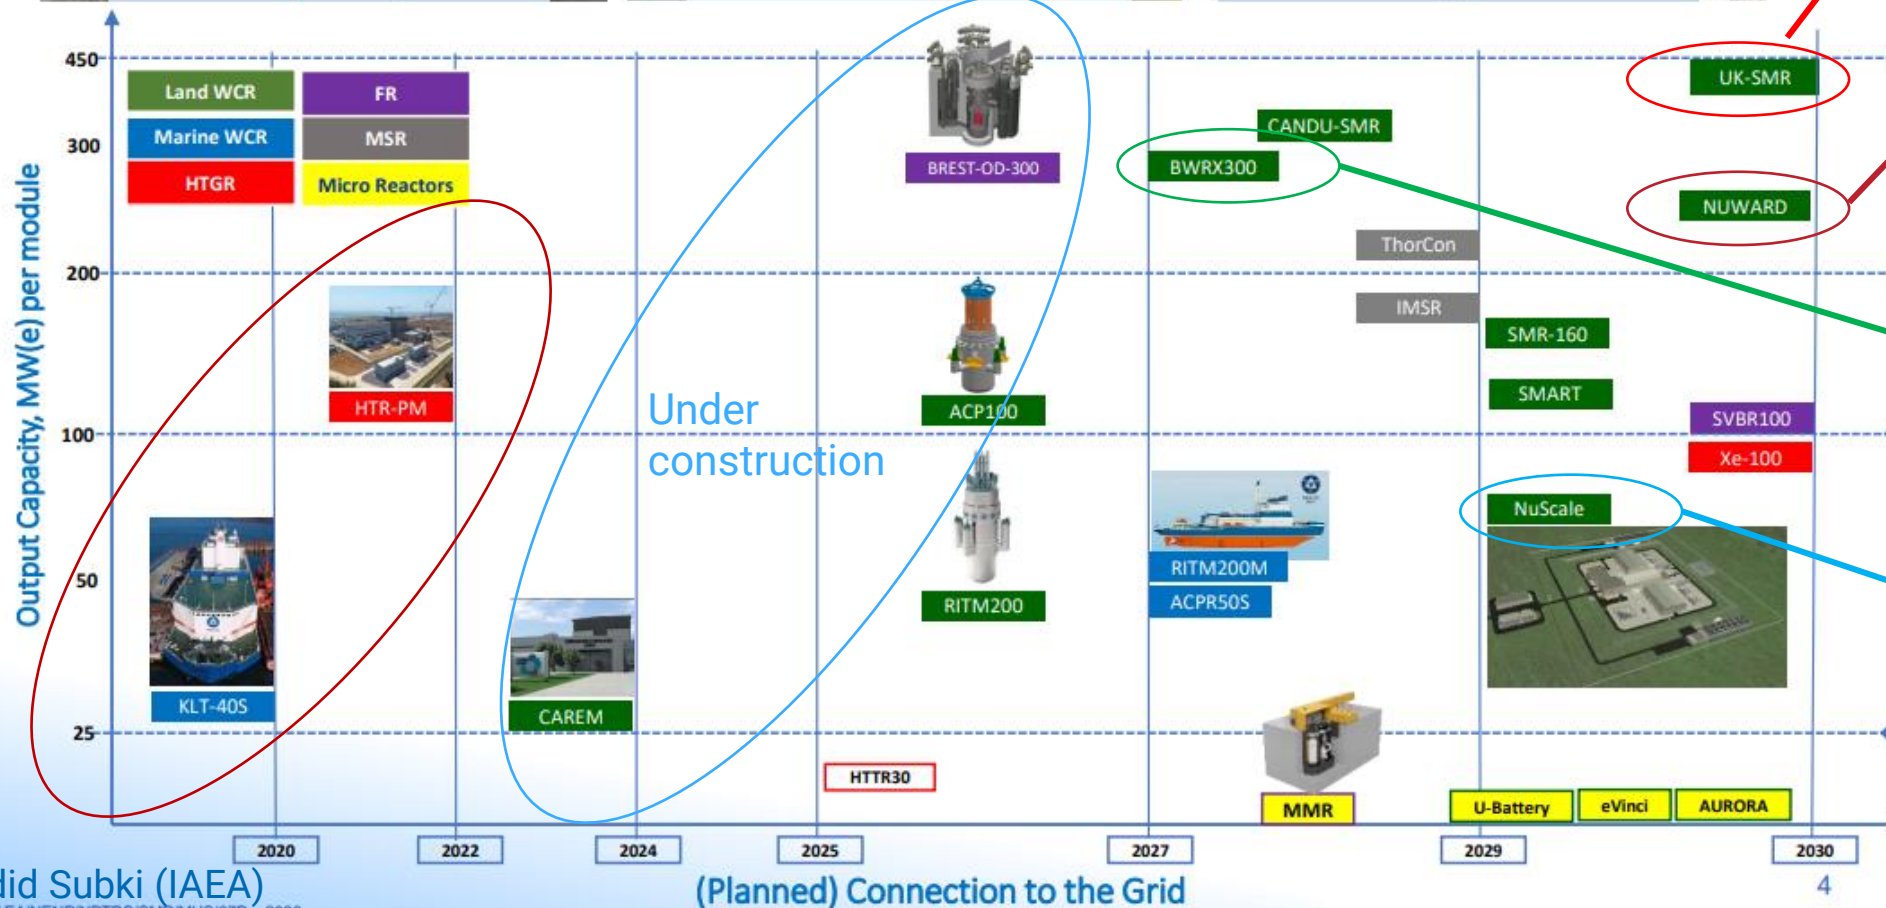 450
Land WCR
FR
UK-SMR
CANDU-SMR
Marine WCR
MSR
300
BREST-OD-300
BWRX300
HTGR
Micro Reactors
NUWARD
ThorCon
200
IMSR
SMR-160
SMART
Under
construction
HTR-PM
ACP100
SVBR100
100
Xe-100
NuScale
RITM200M
50
ACPR50S
RITM200
KLT-40S
CAREM
25
HTTR30
MMR
U-Battery
eVinci
AURORA
Output Capacity, MW(e) per module
2020
2022
2024
2025
2027
2029
2030
did Subki (IAEA)
(Planned) Connection to the Grid
4